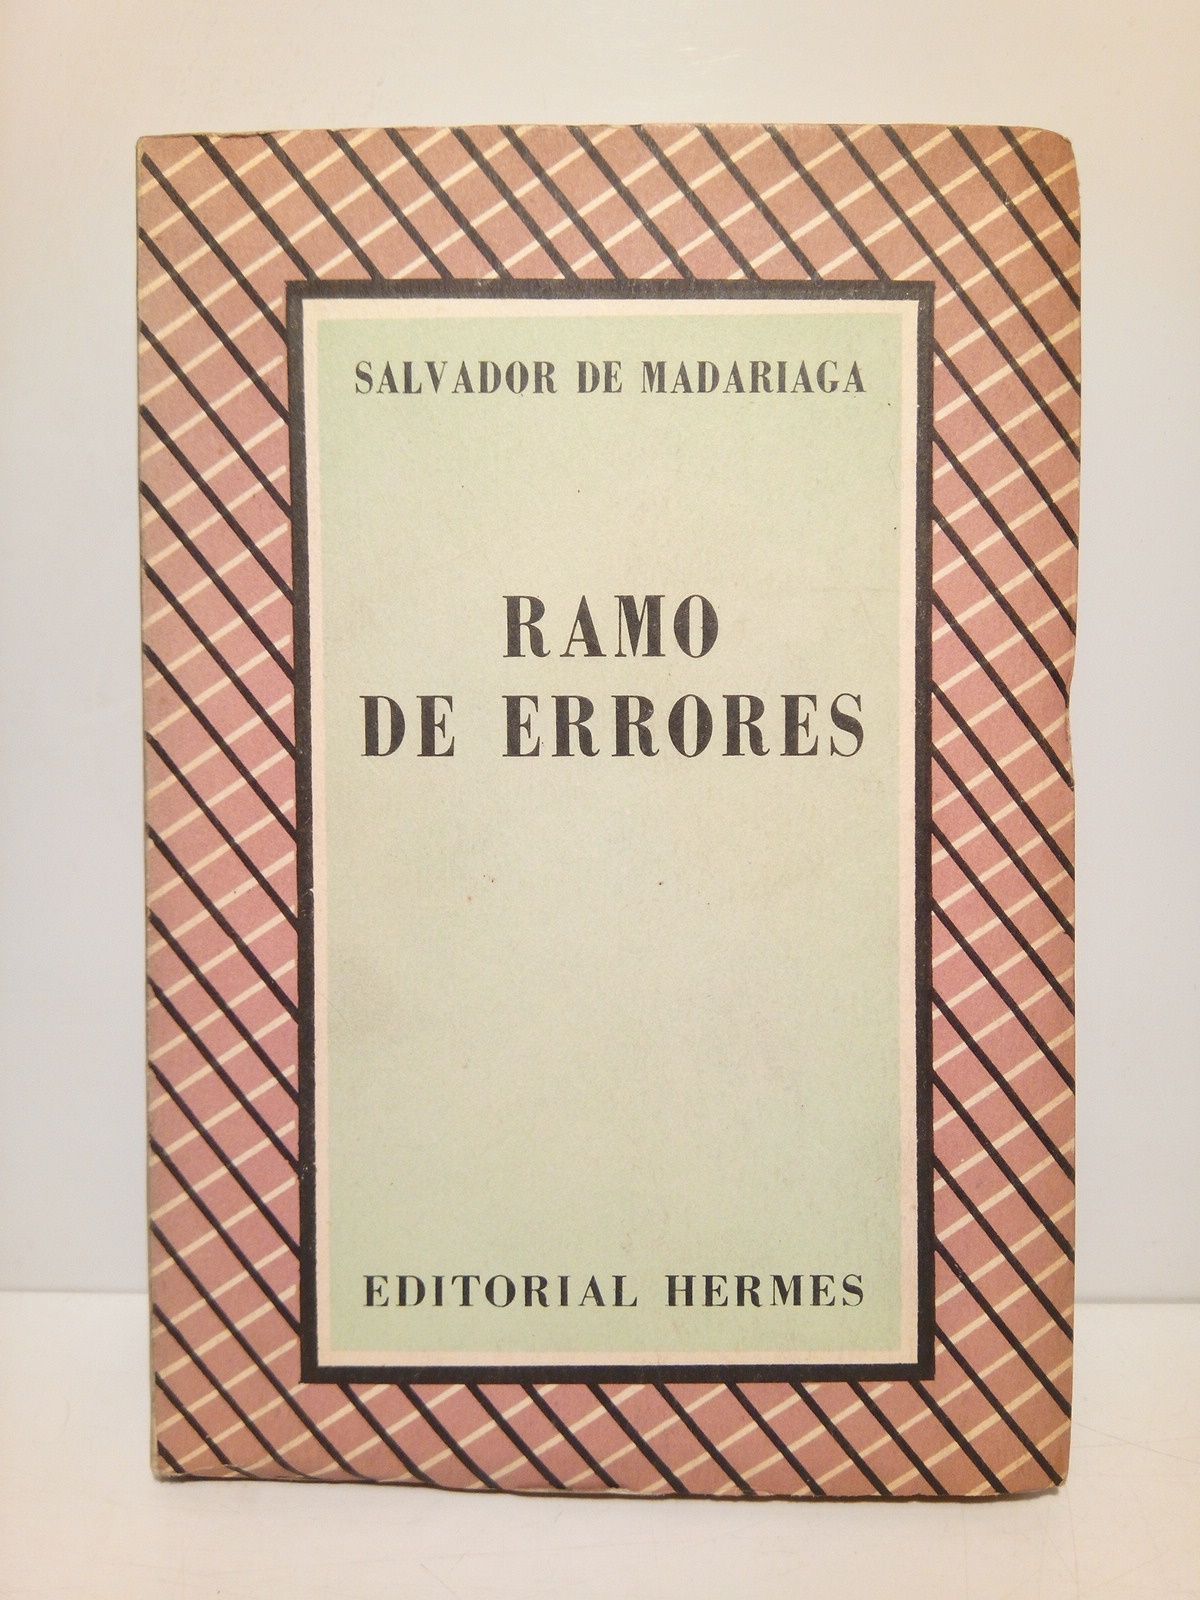 SALVADOR DE MADARIAGA
RAMO
DE ERRORES
EDITORIAL HERMES